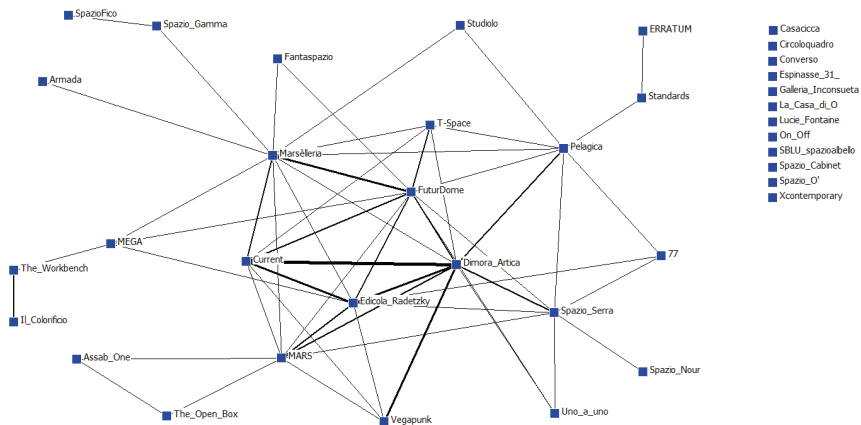 SpazioFico
Spazio_Gamma
Studiolo
ERRATUM
Fantaspazio
Armada
Standards
T-Space
Pelagica
Marsèlleria
FuturDome
MEGA
77
Current
Dimora_Artica
The_Workbench
Edicola_Radetzky
Spazio_Serra
Il_Colorificio
Assab_One
MARS
Spazio_Nour
The_Open_Box
Vegapunk
Uno_a_uno
Casacicca
Circoloquadro
Converso
Espinasse_31_
Galleria_Inconsueta
La_Casa_di_O
Lucie_Fontaine
On_Off
SBLU_spazioalbello
Spazio_Cabinet
Spazio_O'
Xcontemporary